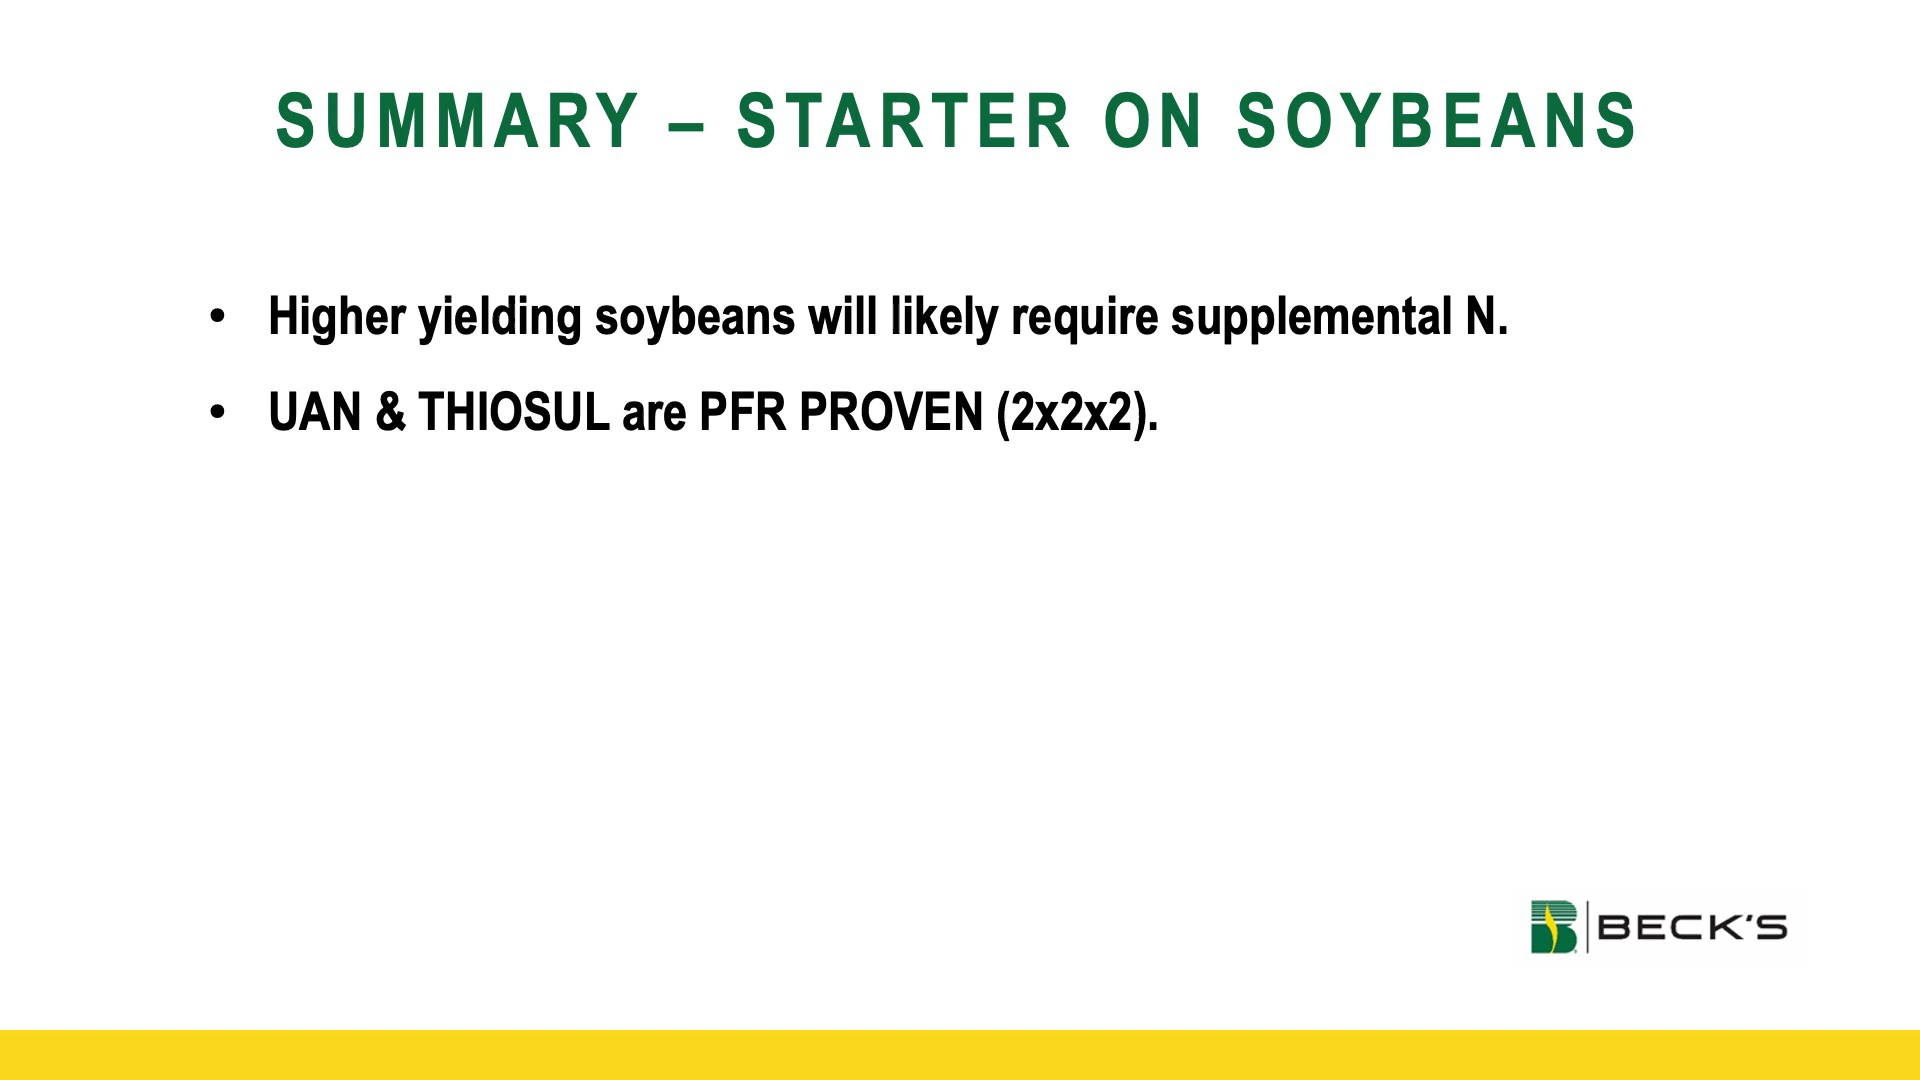 SUMMARY – STARTER ON SOYBEANS
• Higher yielding soybeans will likely require supplemental N.
• UAN & THIOSUL are PFR PROVEN (2x2x2).
BECK'S